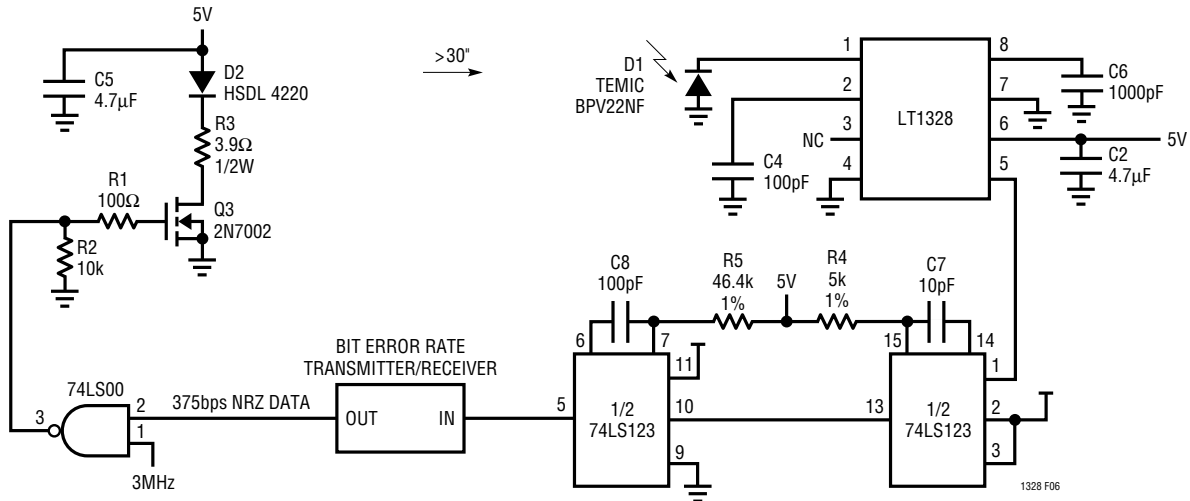 5V
C5
4.7µF
D2
HSDL 4220
R3
3.9Ω
1/2W
R1
100Ω
Q3
2N7002
R2
10k
>30"
D1
TEMIC
BPV22NF
1
2
NC
3
4
LT1328
8
7
6
5
C6
1000pF
5V
C2
4.7µF
C4
100pF
C8
100pF
R5
46.4k
1%
5V
R4
5k
1%
C7
10pF
6
7
11
5
1/2
74LS123
10
9
15
14
1
13
1/2
74LS123
2
3
BIT ERROR RATE
TRANSMITTER/RECEIVER
OUT
IN
74LS00
3
2
1
375bps NRZ DATA
3MHz
1328 F06